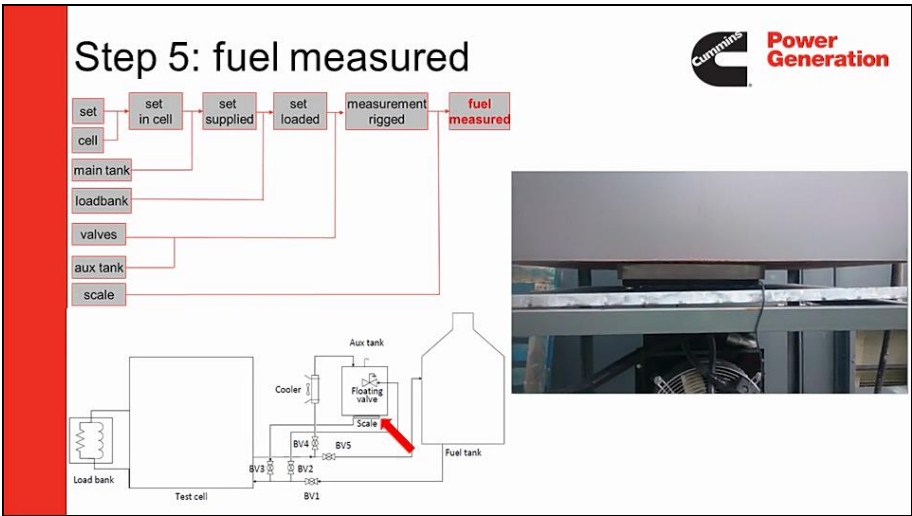 Step 5: fuel measured
Cummins
Power
Generation
set
set
in cell
set
supplied
set
loaded
measurement
rigged
fuel
measured
cell
main tank
loadbank
valves
aux tank
scale
Aux tank
Cooler
Floating
valve
Scale
BV4
BV5
BV3
BV2
Fuel tank
Load bank
Test cell
BV1